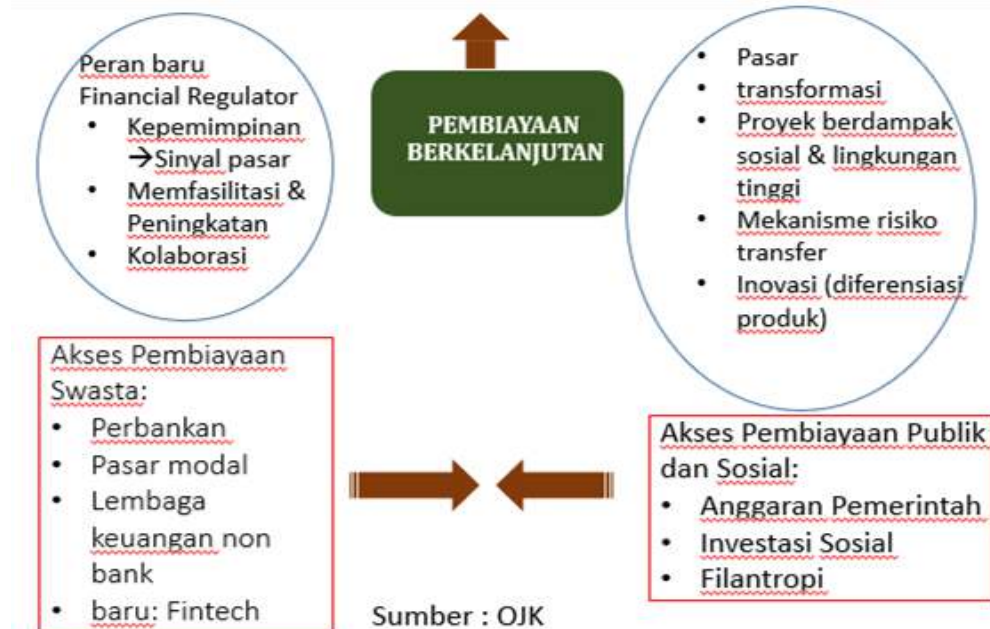 Peran baru
Financial Regulator
• Kepemimpinan
→Sinyal pasar
• Memfasilitasi &
Peningkatan
• Kolaborasi
PEMBIAYAAN
BERKELANJUTAN
• Pasar
• transformasi
• Proyek berdampak
sosial & lingkungan
tinggi
• Mekanisme risiko
transfer
• Inovasi (diferensiasi
produk)
Akses Pembiayaan
Swasta:
• Perbankan
• Pasar modal
• Lembaga
keuangan non
bank
• baru: Fintech
Akses Pembiayaan Publik
dan Sosial:
• Anggaran Pemerintah
• Investasi Sosial
• Filantropi
Sumber : OJK